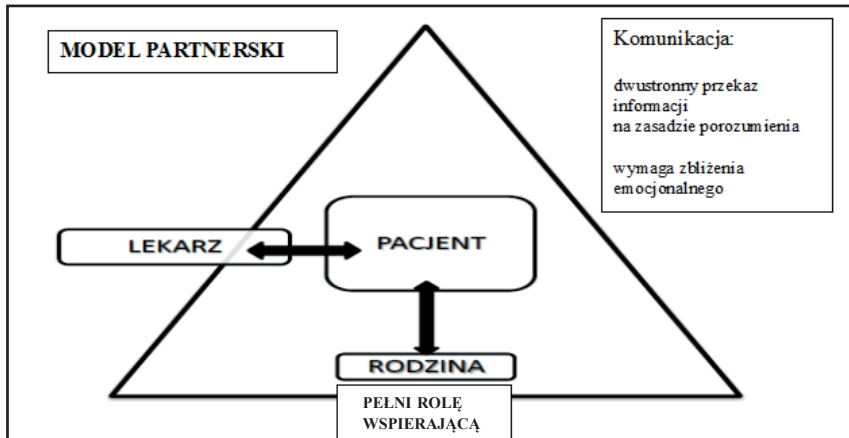 MODEL PARTNERSKI
Komunikacja:
dwustronny przekaz
informacji
na zasadzie porozumienia
wymaga zbliżenia
emocjonalnego
LEKARZ
PACJENT
RODZINA
PEŁNI ROLĘ
WSPIERAJĄCĄ